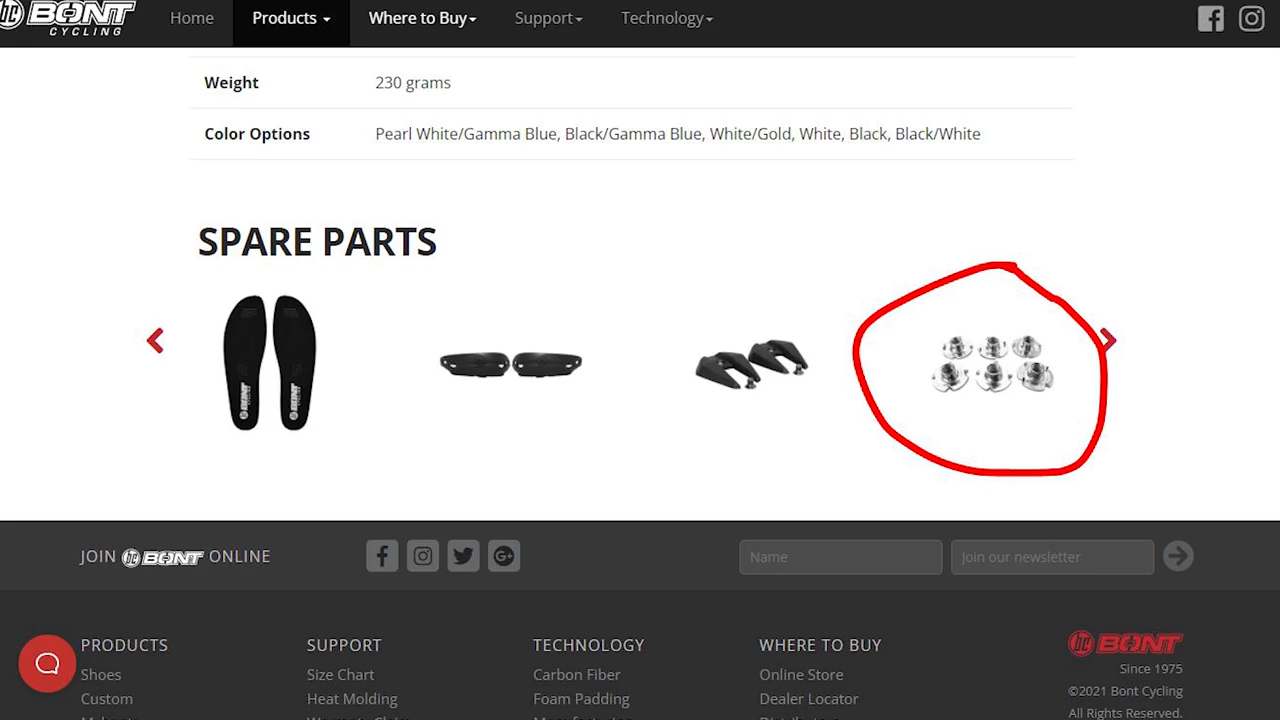 BONT
CYCLING
Home
Products
Where to Buy
Support
Technology
Weight
230 grams
Color Options
Pearl White/Gamma Blue, Black/Gamma Blue, White/Gold, White, Black, Black/White
SPARE PARTS
BONT
BONT
JOIN BONT ONLINE
Name
Join our newsletter
PRODUCTS
Shoes
Custom
SUPPORT
Size Chart
Heat Molding
TECHNOLOGY
Carbon Fiber
Foam Padding
WHERE TO BUY
Online Store
Dealer Locator
BONT
Since 1975
©2021 Bont Cycling
All Rights Reserved.